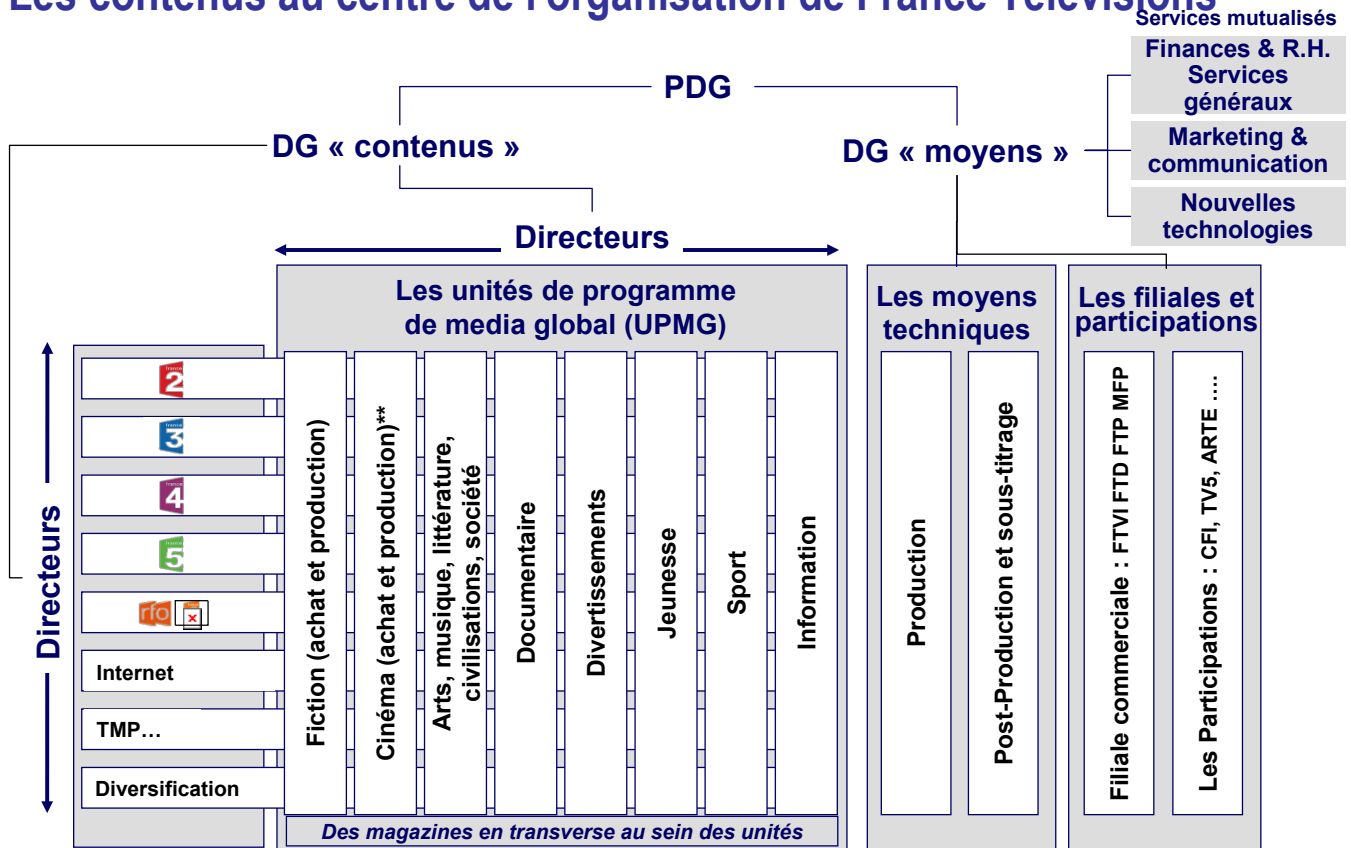 Les contenus au centre de l'organisation de France Télévisions
Services mutualisés
Finances & R.H.
Services
généraux
PDG
Marketing &
communication
DG « contenus »
DG « moyens »
Nouvelles
technologies
Directeurs
Les unités de programme
de media global (UPMG)
Les moyens
techniques
Les filiales et
participations
Directeurs
france
2
france
3
france
4
france
5
rfo
Internet
TMP…
Diversification
Fiction (achat et production)
Cinéma (achat et production)**
Arts, musique, littérature,
civilisations, société
Documentaire
Divertissements
Jeunesse
Sport
Information
Production
Post-Production et sous-titrage
Filiale commerciale : FTVI FTD FTP MFP
Les Participations : CFI, TV5, ARTE ….
Des magazines en transverse au sein des unités